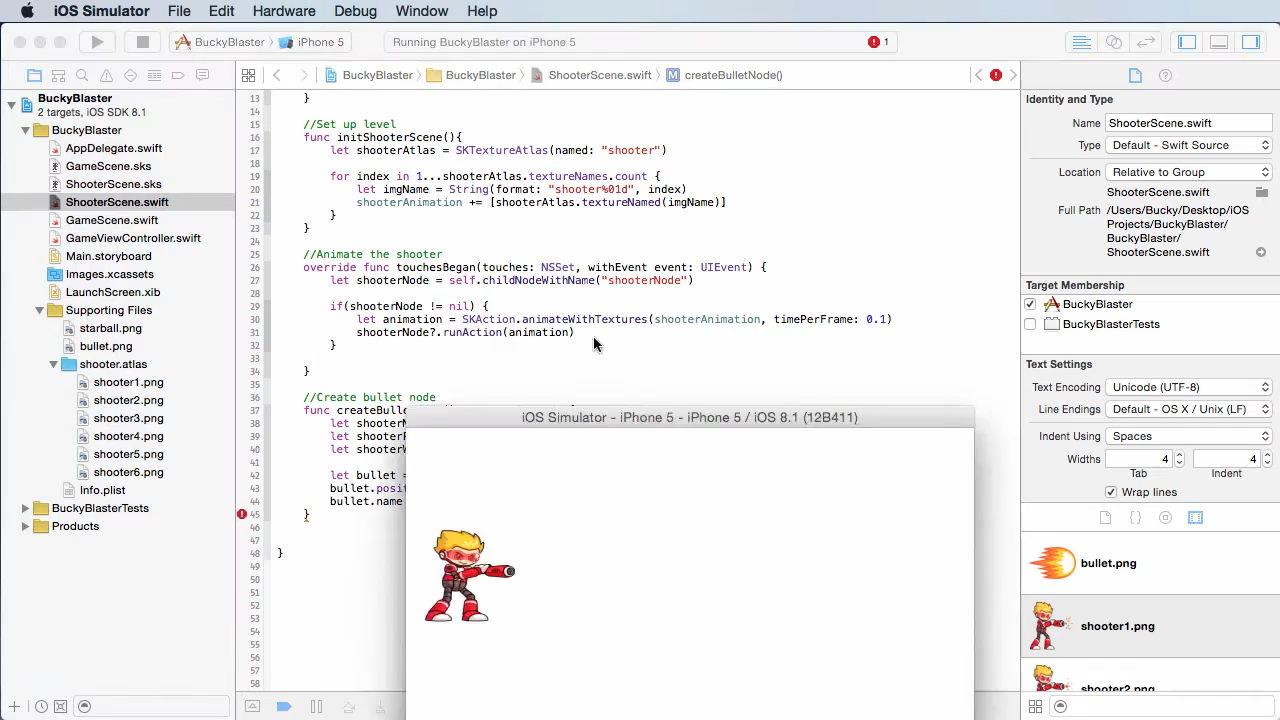 iOS Simulator File Edit Hardware Debug Window Help
BuckyBlaster iPhone 5 Running BuckyBlaster on iPhone 5 1
BuckyBlaster BuckyBlaster ShooterScene.swift M createBulletNode()
BuckyBlaster
2 targets, iOS SDK 8.1
BuckyBlaster
AppDelegate.swift
GameScene.sks
ShooterScene.sks
ShooterScene.swift
GameScene.swift
GameViewController.swift
Main.storyboard
Images.xcassets
LaunchScreen.xib
Supporting Files
starball.png
bullet.png
shooter.atlas
shooter1.png
shooter2.png
shooter3.png
shooter4.png
shooter5.png
shooter6.png
Info.plist
BuckyBlasterTests
Products
13 }
14
15 //Set up level
16 func initShooterScene(){
17 let shooterAtlas = SKTextureAtlas(named: "shooter")
18
19 for index in 1...shooterAtlas.textureNames.count {
20 let imgName = String(format: "shooter%01d", index)
21 shooterAnimation += [shooterAtlas.textureNamed(imgName)]
22 }
23 }
24
25 //Animate the shooter
26 override func touchesBegan(touches: NSSet, withEvent event: UIEvent) {
27 let shooterNode = self.childNodeWithName("shooterNode")
28
29 if(shooterNode != nil) {
30 let animation = SKAction.animateWithTextures(shooterAnimation, timePerFrame: 0.1)
31 shooterNode?.runAction(animation)
32 }
33
34 }
35
36 //Create bullet node
37 func createBulle
38 let shooterN
39 let shooterP
40 let shooterW
41
42 let bullet =
43 bullet.posit
44 bullet.name
45 }
46
47
48 }
49
50
51
52
53
54
55
56
57
58
iOS Simulator - iPhone 5 - iPhone 5 / iOS 8.1 (12B411)
Identity and Type
Name ShooterScene.swift
Type Default - Swift Source
Location Relative to Group
ShooterScene.swift
Full Path /Users/Bucky/Desktop/iOS
Projects/BuckyBlaster/
BuckyBlaster/
ShooterScene.swift
Target Membership
BuckyBlaster
BuckyBlasterTests
Text Settings
Text Encoding Unicode (UTF-8)
Line Endings Default - OS X / Unix (LF)
Indent Using Spaces
Widths 4 4
Tab Indent
Wrap lines
bullet.png
shooter1.png
shooter2.png